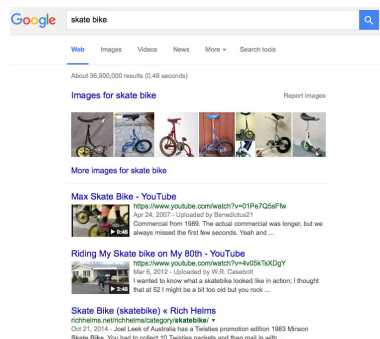 Google
skate bike
Web Images Videos News More Search tools
About 36,900,000 results (0.49 seconds)
Images for skate bike Report images
More images for skate bike
Max Skate Bike - YouTube
https://www.youtube.com/watch?v=01Pe7Q5sFfw
Apr 24, 2007 - Uploaded by Benedictus21
Commercial from 1989. The actual commercial was longer, but we
always missed the first few seconds. Yeah and ...
0:46
Riding My Skate bike on My 80th - YouTube
https://www.youtube.com/watch?v=4v05kTsXDgY
Mar 6, 2012 - Uploaded by W.R. Casebolt
I wanted to know what a skatebike looked like in action; I thought
that at 52 I might be a bit too old but you rock ...
3:48
Skate Bike (skatebike) « Rich Helms
richhelms.net/richhelms/category/skatebike/
Oct 21, 2014 - Joel Leek of Australia has a Twisties promotion edition 1983 Minson
Skate Bike. You had to collect 10 Twisties packets and then mail in with